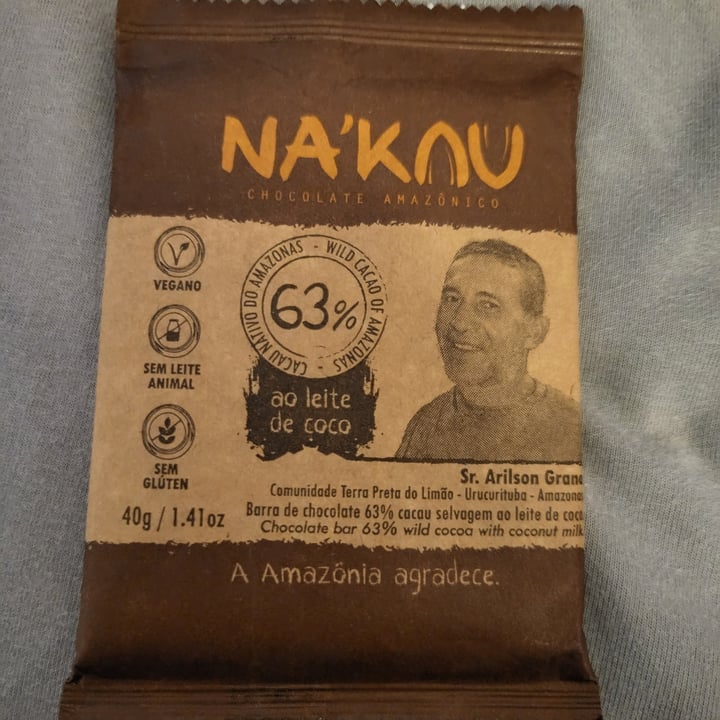 NA'KAU
CHOCOLATE AMAZÔNICO
VEGANO
SEM LEITE
ANIMAL
SEM
GLÚTEN
40g / 1.41oz
CACAU NATIVO DO AMAZONAS - WILD CACAO OF AMAZONAS -
63%
ao leite
de coco
Sr. Arilson Grana
Comunidade Terra Preta do Limão - Urucurituba - Amazonas
Barra de chocolate 63% cacau selvagem ao leite de coco
Chocolate bar 63% wild cocoa with coconut milk
A Amazônia agradece.